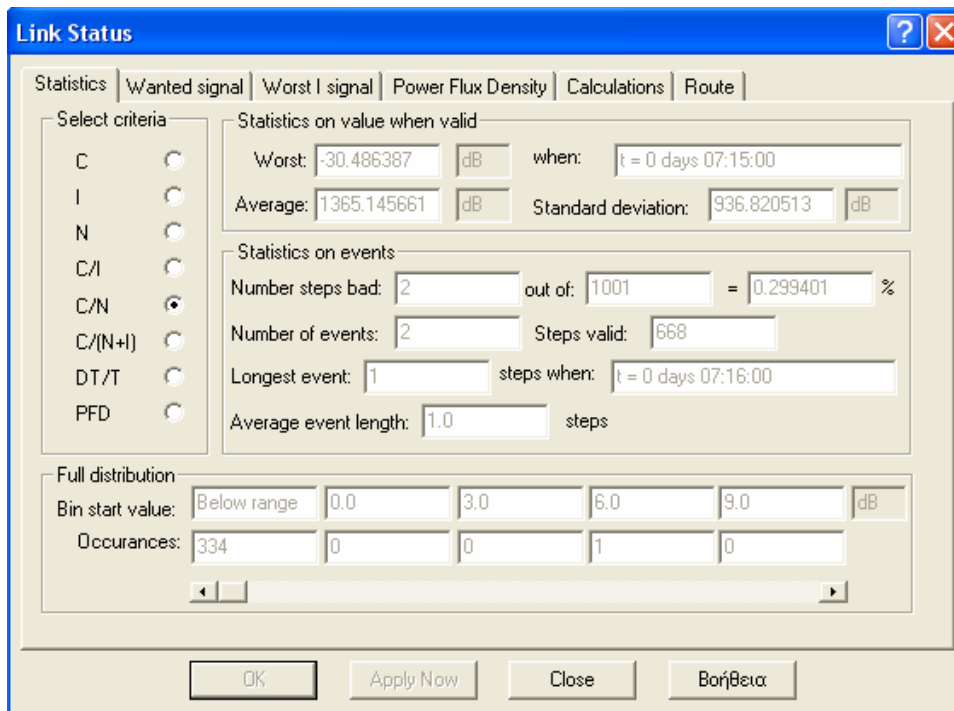 Link Status
Statistics Wanted signal Worst I signal Power Flux Density Calculations Route
Select criteria
C
I
N
C/I
C/N
C/(N+I)
DT/T
PFD
Statistics on value when valid
Worst: -30.486387 dB when: t = 0 days 07:15:00
Average: 1365.145661 dB Standard deviation: 936.820513 dB
Statistics on events
Number steps bad: 2 out of: 1001 = 0.299401 %
Number of events: 2 Steps valid: 668
Longest event: 1 steps when: t = 0 days 07:16:00
Average event length: 1.0 steps
Full distribution
Bin start value: Below range 0.0 3.0 6.0 9.0 dB
Occurances: 334 0 0 1 0
OK Apply Now Close Βοήθεια